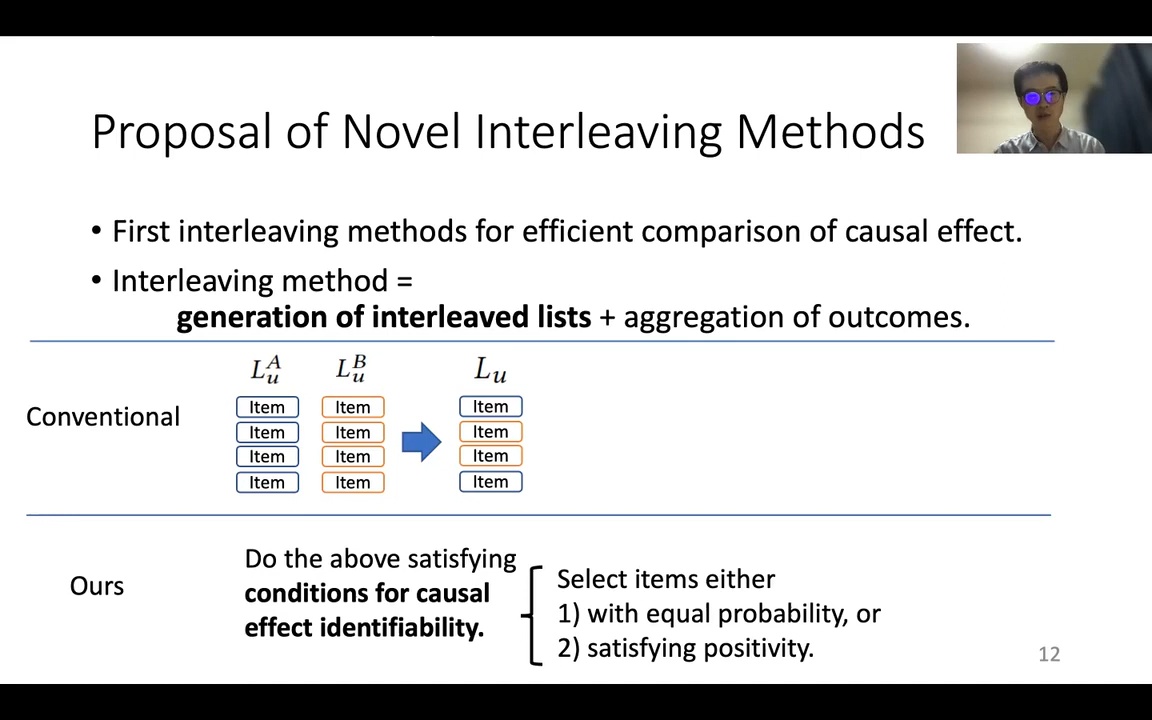 Proposal of Novel Interleaving Methods
• First interleaving methods for efficient comparison of causal effect.
• Interleaving method =
generation of interleaved lists + aggregation of outcomes.
Conventional
L_u^A L_u^B L_u
Item Item Item
Item Item Item
Item Item Item
Item Item Item
Ours
Do the above satisfying
conditions for causal
effect identifiability.
Select items either
1) with equal probability, or
2) satisfying positivity.
12